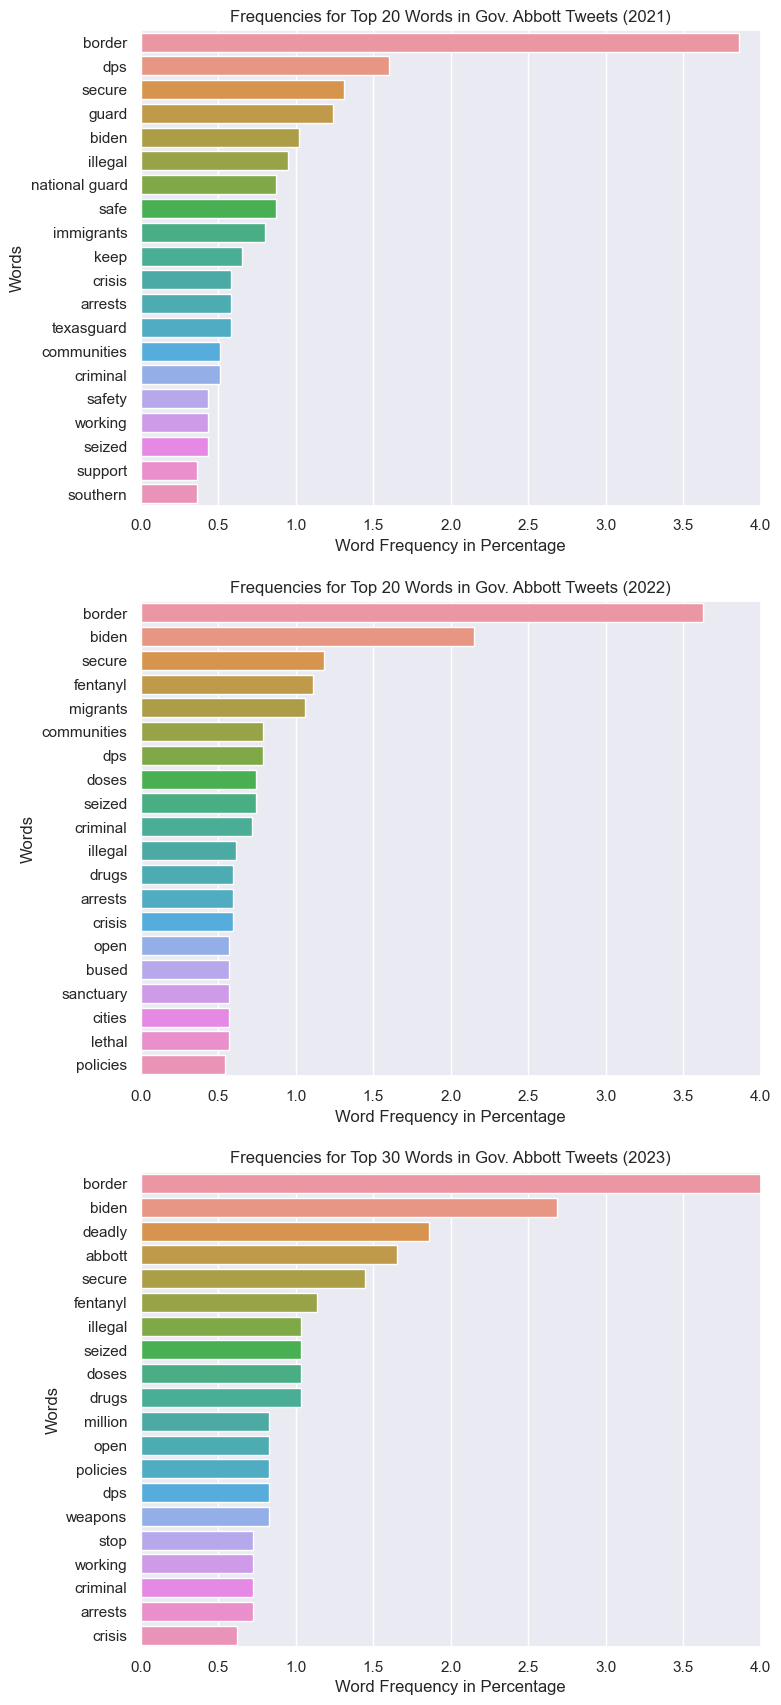 Frequencies for Top 20 Words in Gov. Abbott Tweets (2021)
border
dps
secure
guard
biden
illegal
national guard
safe
immigrants
keep
crisis
arrests
texasguard
communities
criminal
safety
working
seized
support
southern
Words
0.0 0.5 1.0 1.5 2.0 2.5 3.0 3.5 4.0
Word Frequency in Percentage
Frequencies for Top 20 Words in Gov. Abbott Tweets (2022)
border
biden
secure
fentanyl
migrants
communities
dps
doses
seized
criminal
illegal
drugs
arrests
crisis
open
bused
sanctuary
cities
lethal
policies
Words
0.0 0.5 1.0 1.5 2.0 2.5 3.0 3.5 4.0
Word Frequency in Percentage
Frequencies for Top 30 Words in Gov. Abbott Tweets (2023)
border
biden
deadly
abbott
secure
fentanyl
illegal
seized
doses
drugs
million
open
policies
dps
weapons
stop
working
criminal
arrests
crisis
Words
0.0 0.5 1.0 1.5 2.0 2.5 3.0 3.5 4.0
Word Frequency in Percentage